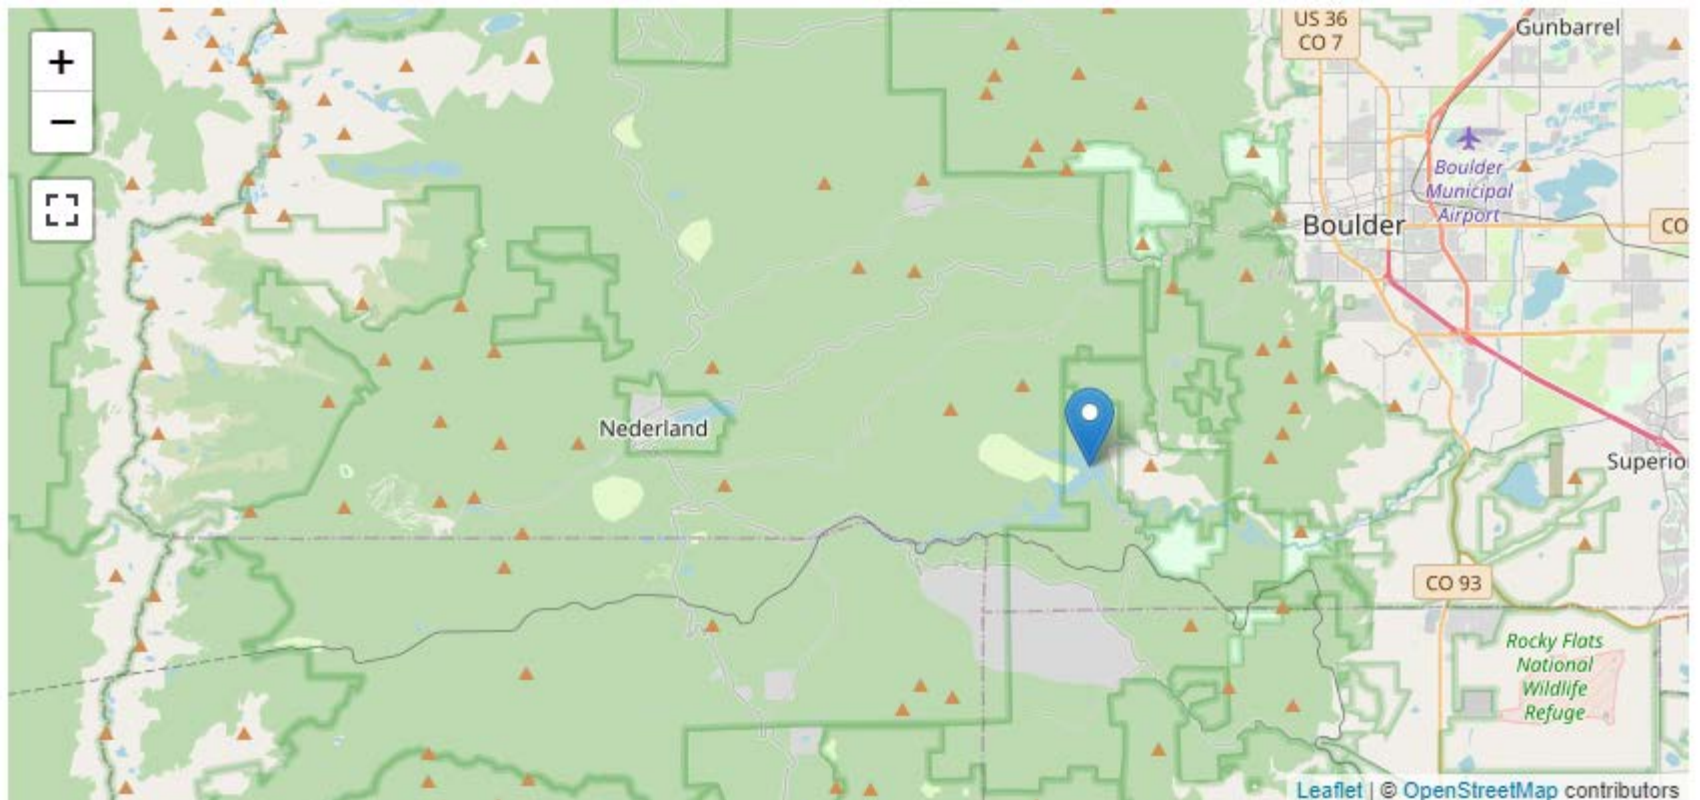 +
−
US 36
CO 7
Gunbarrel
Boulder
Municipal
Airport
Boulder
CO
Nederland
Superio
CO 93
Rocky Flats
National
Wildlife
Refuge
Leaflet | © OpenStreetMap contributors